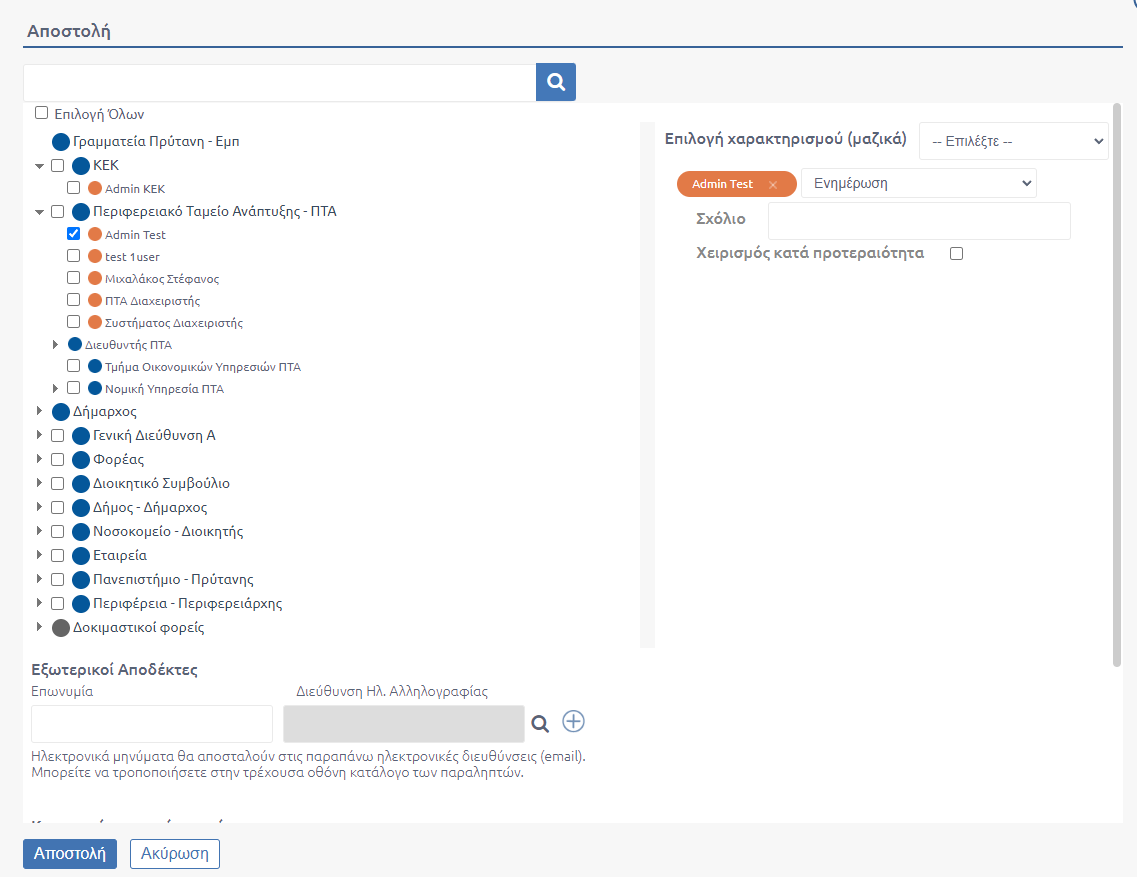 Αποστολή
Επιλογή Όλων
Γραμματεία Πρύτανη - Εμπ
ΚΕΚ
Admin ΚΕΚ
Περιφερειακό Ταμείο Ανάπτυξης - ΠΤΑ
Admin Test
test 1user
Μιχαλάκος Στέφανος
ΠΤΑ Διαχειριστής
Συστήματος Διαχειριστής
Διευθυντής ΠΤΑ
Τμήμα Οικονομικών Υπηρεσιών ΠΤΑ
Νομική Υπηρεσία ΠΤΑ
Δήμαρχος
Γενική Διεύθυνση Α
Φορέας
Διοικητικό Συμβούλιο
Δήμος - Δήμαρχος
Νοσοκομείο - Διοικητής
Εταιρεία
Πανεπιστήμιο - Πρύτανης
Περιφέρεια - Περιφερειάρχης
Δοκιμαστικοί φορείς
Επιλογή χαρακτηρισμού (μαζικά) -- Επιλέξτε --
Admin Test × Ενημέρωση
Σχόλιο
Χειρισμός κατά προτεραιότητα
Εξωτερικοί Αποδέκτες
Επωνυμία Διεύθυνση Ηλ. Αλληλογραφίας
Ηλεκτρονικά μηνύματα θα αποσταλούν στις παραπάνω ηλεκτρονικές διευθύνσεις (email).
Μπορείτε να τροποποιήσετε στην τρέχουσα οθόνη κατάλογο των παραληπτών.
Αποστολή Ακύρωση